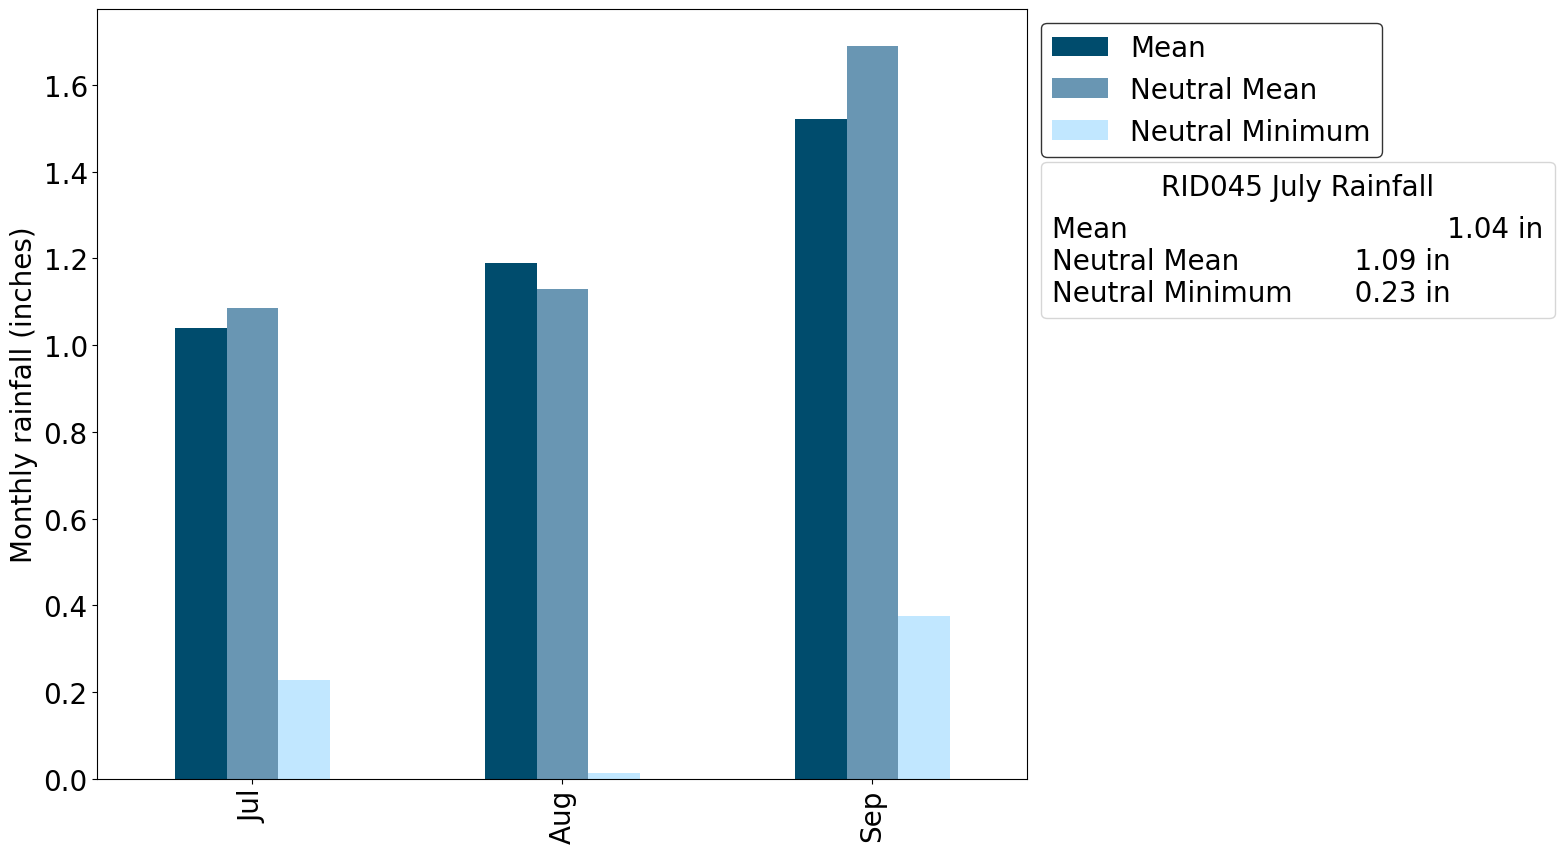 Monthly rainfall (inches)
1.6
1.4
1.2
1.0
0.8
0.6
0.4
0.2
0.0
Jul
Aug
Sep
Mean
Neutral Mean
Neutral Minimum
RID045 July Rainfall
Mean 1.04 in
Neutral Mean 1.09 in
Neutral Minimum 0.23 in